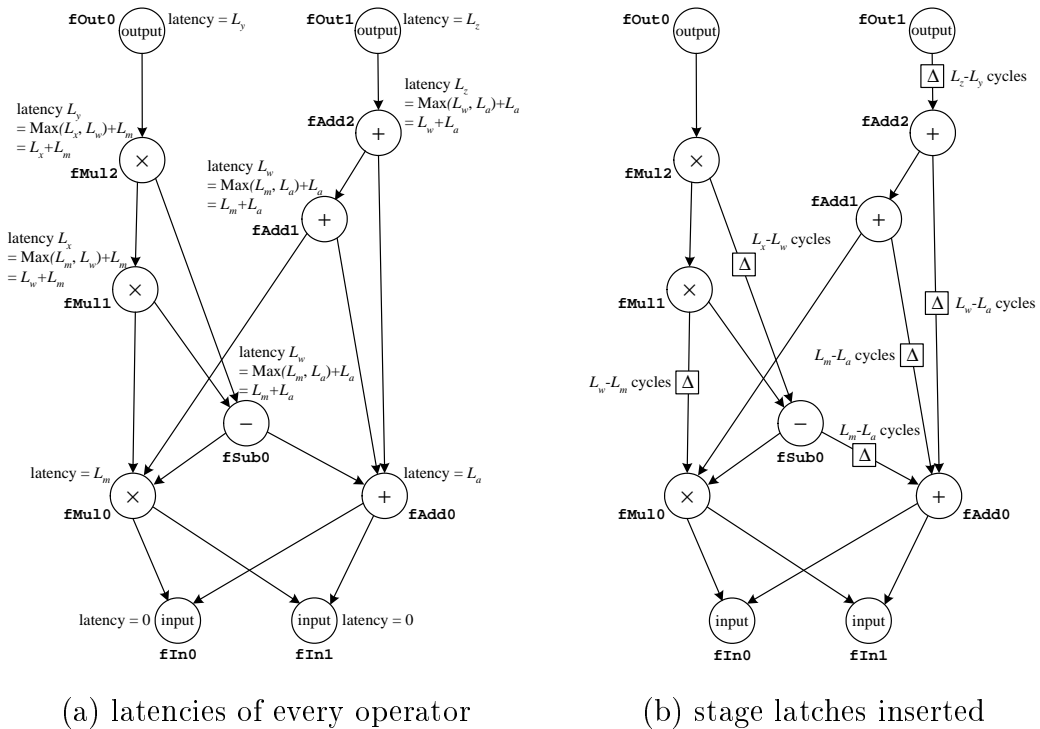 fOut0
output
latency = Ly
fOut1
output
latency = Lz
latency Ly
= Max(Lx, Lw)+Lm
= Lx+Lm
×
fMul2
latency Lz
= Max(Lw, La)+La
= Lw+La
fAdd2
+
latency Lw
= Max(Lm, La)+La
= Lm+La
fAdd1
+
latency Lx
= Max(Lm, Lw)+Lm
= Lw+Lm
fMul1
×
latency Lw
= Max(Lm, La)+La
= Lm+La
−
fSub0
latency = Lm
×
fMul0
latency = La
+
fAdd0
latency = 0
input
fIn0
input
latency = 0
fIn1
(a) latencies of every operator
fOut0
output
fOut1
output
Δ
Lz-Ly cycles
fAdd2
+
×
fMul2
fAdd1
+
Lx-Lw cycles
Δ
×
fMul1
Δ
Lw-La cycles
Lm-La cycles
Δ
Lw-Lm cycles
Δ
−
fSub0
Lm-La cycles
Δ
×
fMul0
+
fAdd0
input
fIn0
input
fIn1
(b) stage latches inserted